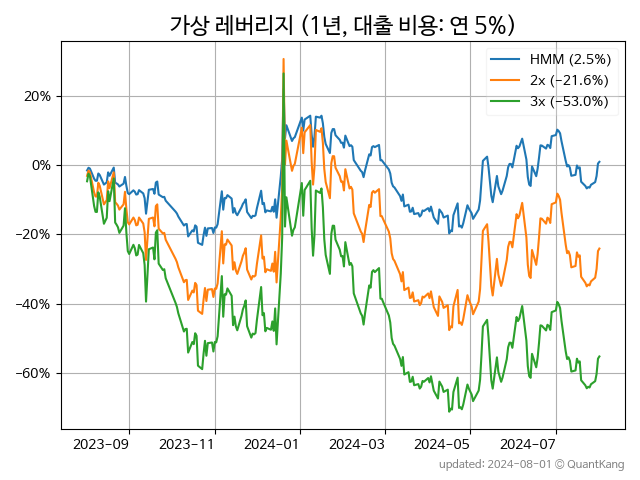 가상 레버리지 (1년, 대출 비용: 연 5%)
HMM (2.5%)
2x (−21.6%)
3x (−53.0%)
20%
0%
−20%
−40%
−60%
2023−09 2023−11 2024−01 2024−03 2024−05 2024−07
updated: 2024−08−01 © QuantKang